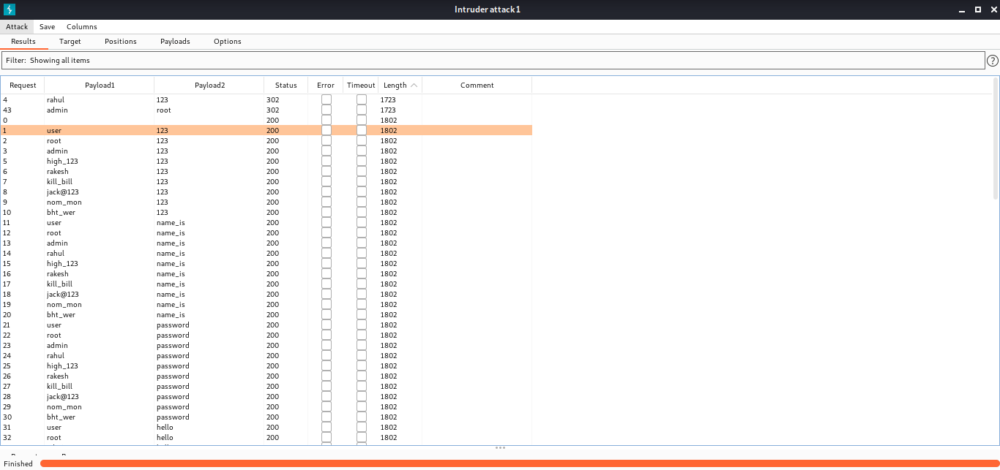 Intruder attack1
Attack Save Columns
Results Target Positions Payloads Options
Filter: Showing all items ?
Request Payload1 Payload2 Status Error Timeout Length Comment
4 rahul 123 302 1723
43 admin root 302 1723
0 200 1802
1 user 123 200 1802
2 root 123 200 1802
3 admin 123 200 1802
5 high_123 123 200 1802
6 rakesh 123 200 1802
7 kill_bill 123 200 1802
8 jack@123 123 200 1802
9 nom_mon 123 200 1802
10 bht_wer 123 200 1802
11 user name_is 200 1802
12 root name_is 200 1802
13 admin name_is 200 1802
14 rahul name_is 200 1802
15 high_123 name_is 200 1802
16 rakesh name_is 200 1802
17 kill_bill name_is 200 1802
18 jack@123 name_is 200 1802
19 nom_mon name_is 200 1802
20 bht_wer name_is 200 1802
21 user password 200 1802
22 root password 200 1802
23 admin password 200 1802
24 rahul password 200 1802
25 high_123 password 200 1802
26 rakesh password 200 1802
27 kill_bill password 200 1802
28 jack@123 password 200 1802
29 nom_mon password 200 1802
30 bht_wer password 200 1802
31 user hello 200 1802
32 root hello 200 1802
Finished